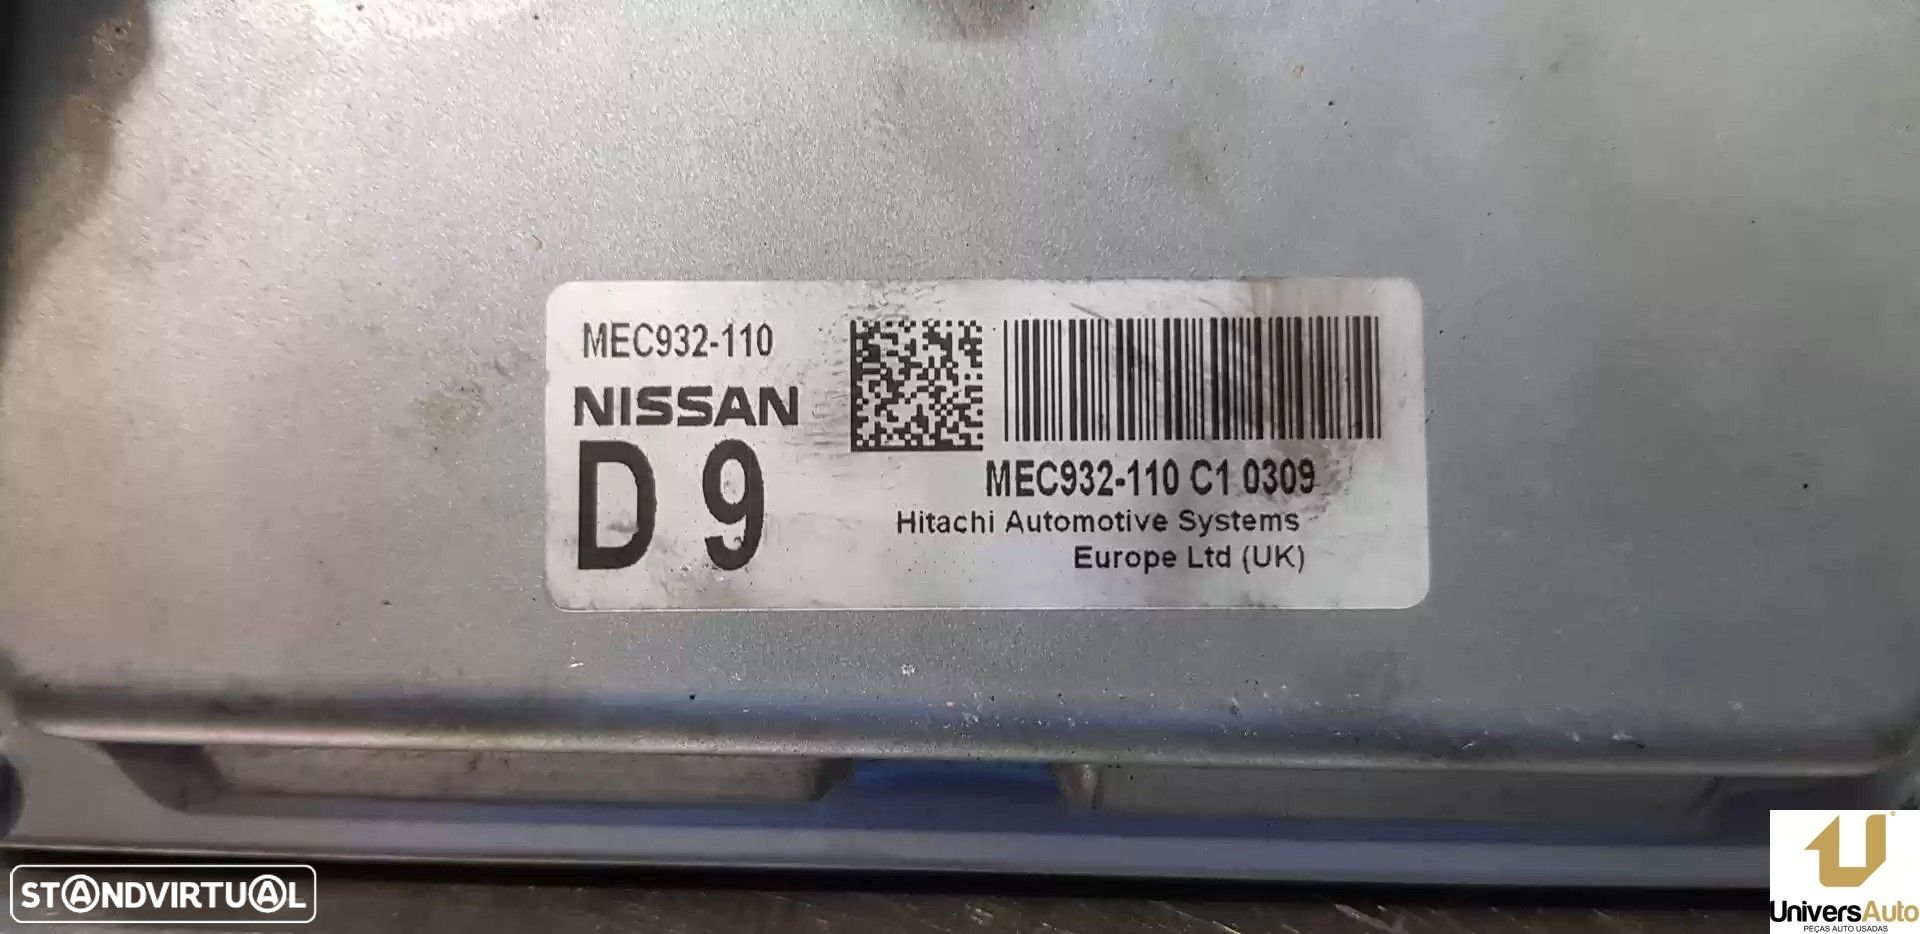 MEC932-110
NISSAN
D 9
MEC932-110 C1 0309
Hitachi Automotive Systems
Europe Ltd (UK)
STANDVIRTUAL
UniversAuto
PEÇAS AUTO USADAS